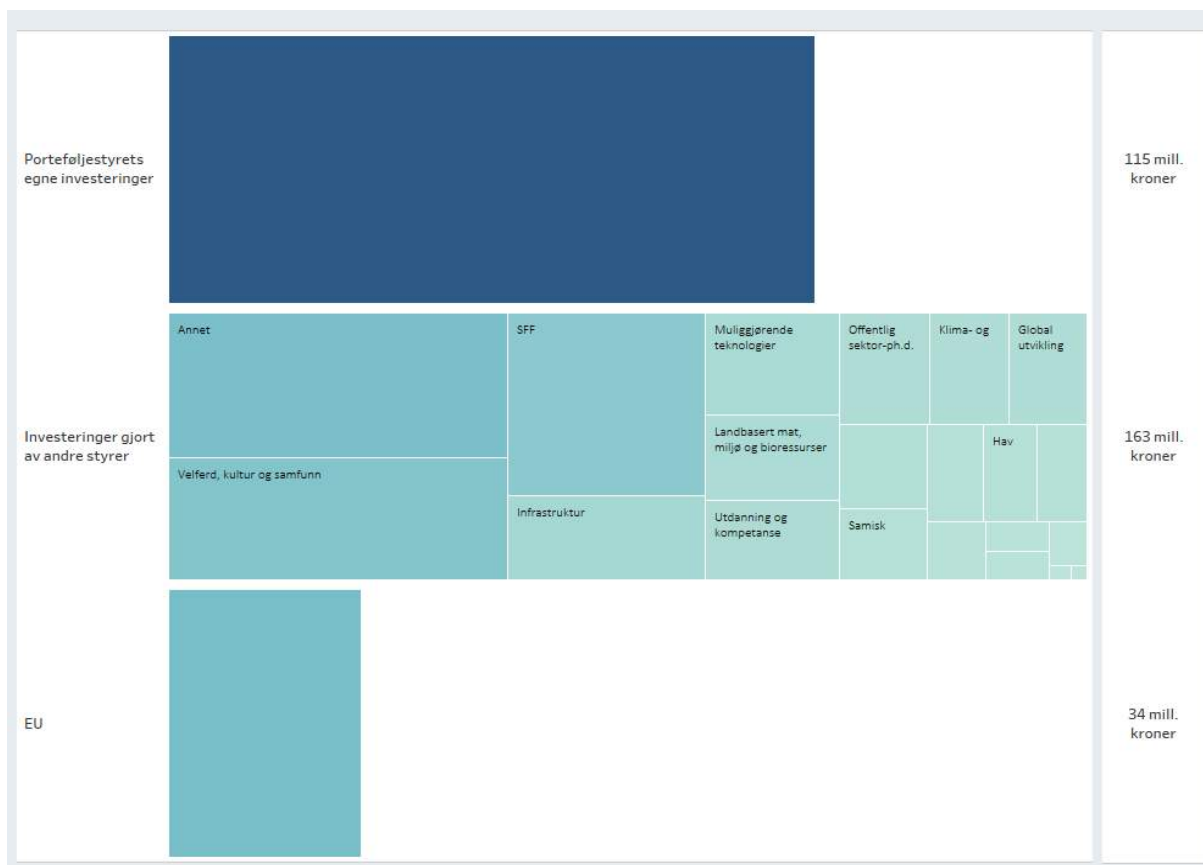 Porteføljestyrets
egne investeringer
115 mill.
kroner
Annet
SFF
Muliggjørende
teknologier
Offentlig
sektor-ph.d.
Klima- og
Global
utvikling
Landbasert mat,
miljø og bioressurser
Hav
Investeringer gjort
av andre styrer
163 mill.
kroner
Velferd, kultur og samfunn
Infrastruktur
Utdanning og
kompetanse
Samisk
EU
34 mill.
kroner